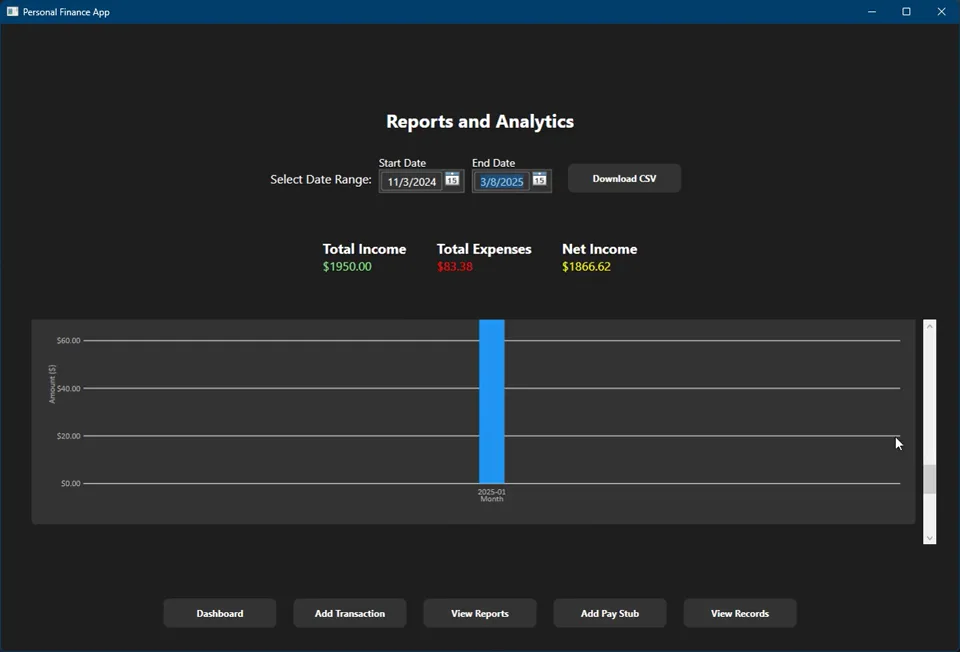 Personal Finance App
Reports and Analytics
Start Date
End Date
Select Date Range:
11/3/2024
15
3/8/2025
15
Download CSV
Total Income
Total Expenses
Net Income
$1950.00
$83.38
$1866.62
$60.00
$40.00
$20.00
$0.00
Amount ($)
2025-01
Month
Dashboard
Add Transaction
View Reports
Add Pay Stub
View Records